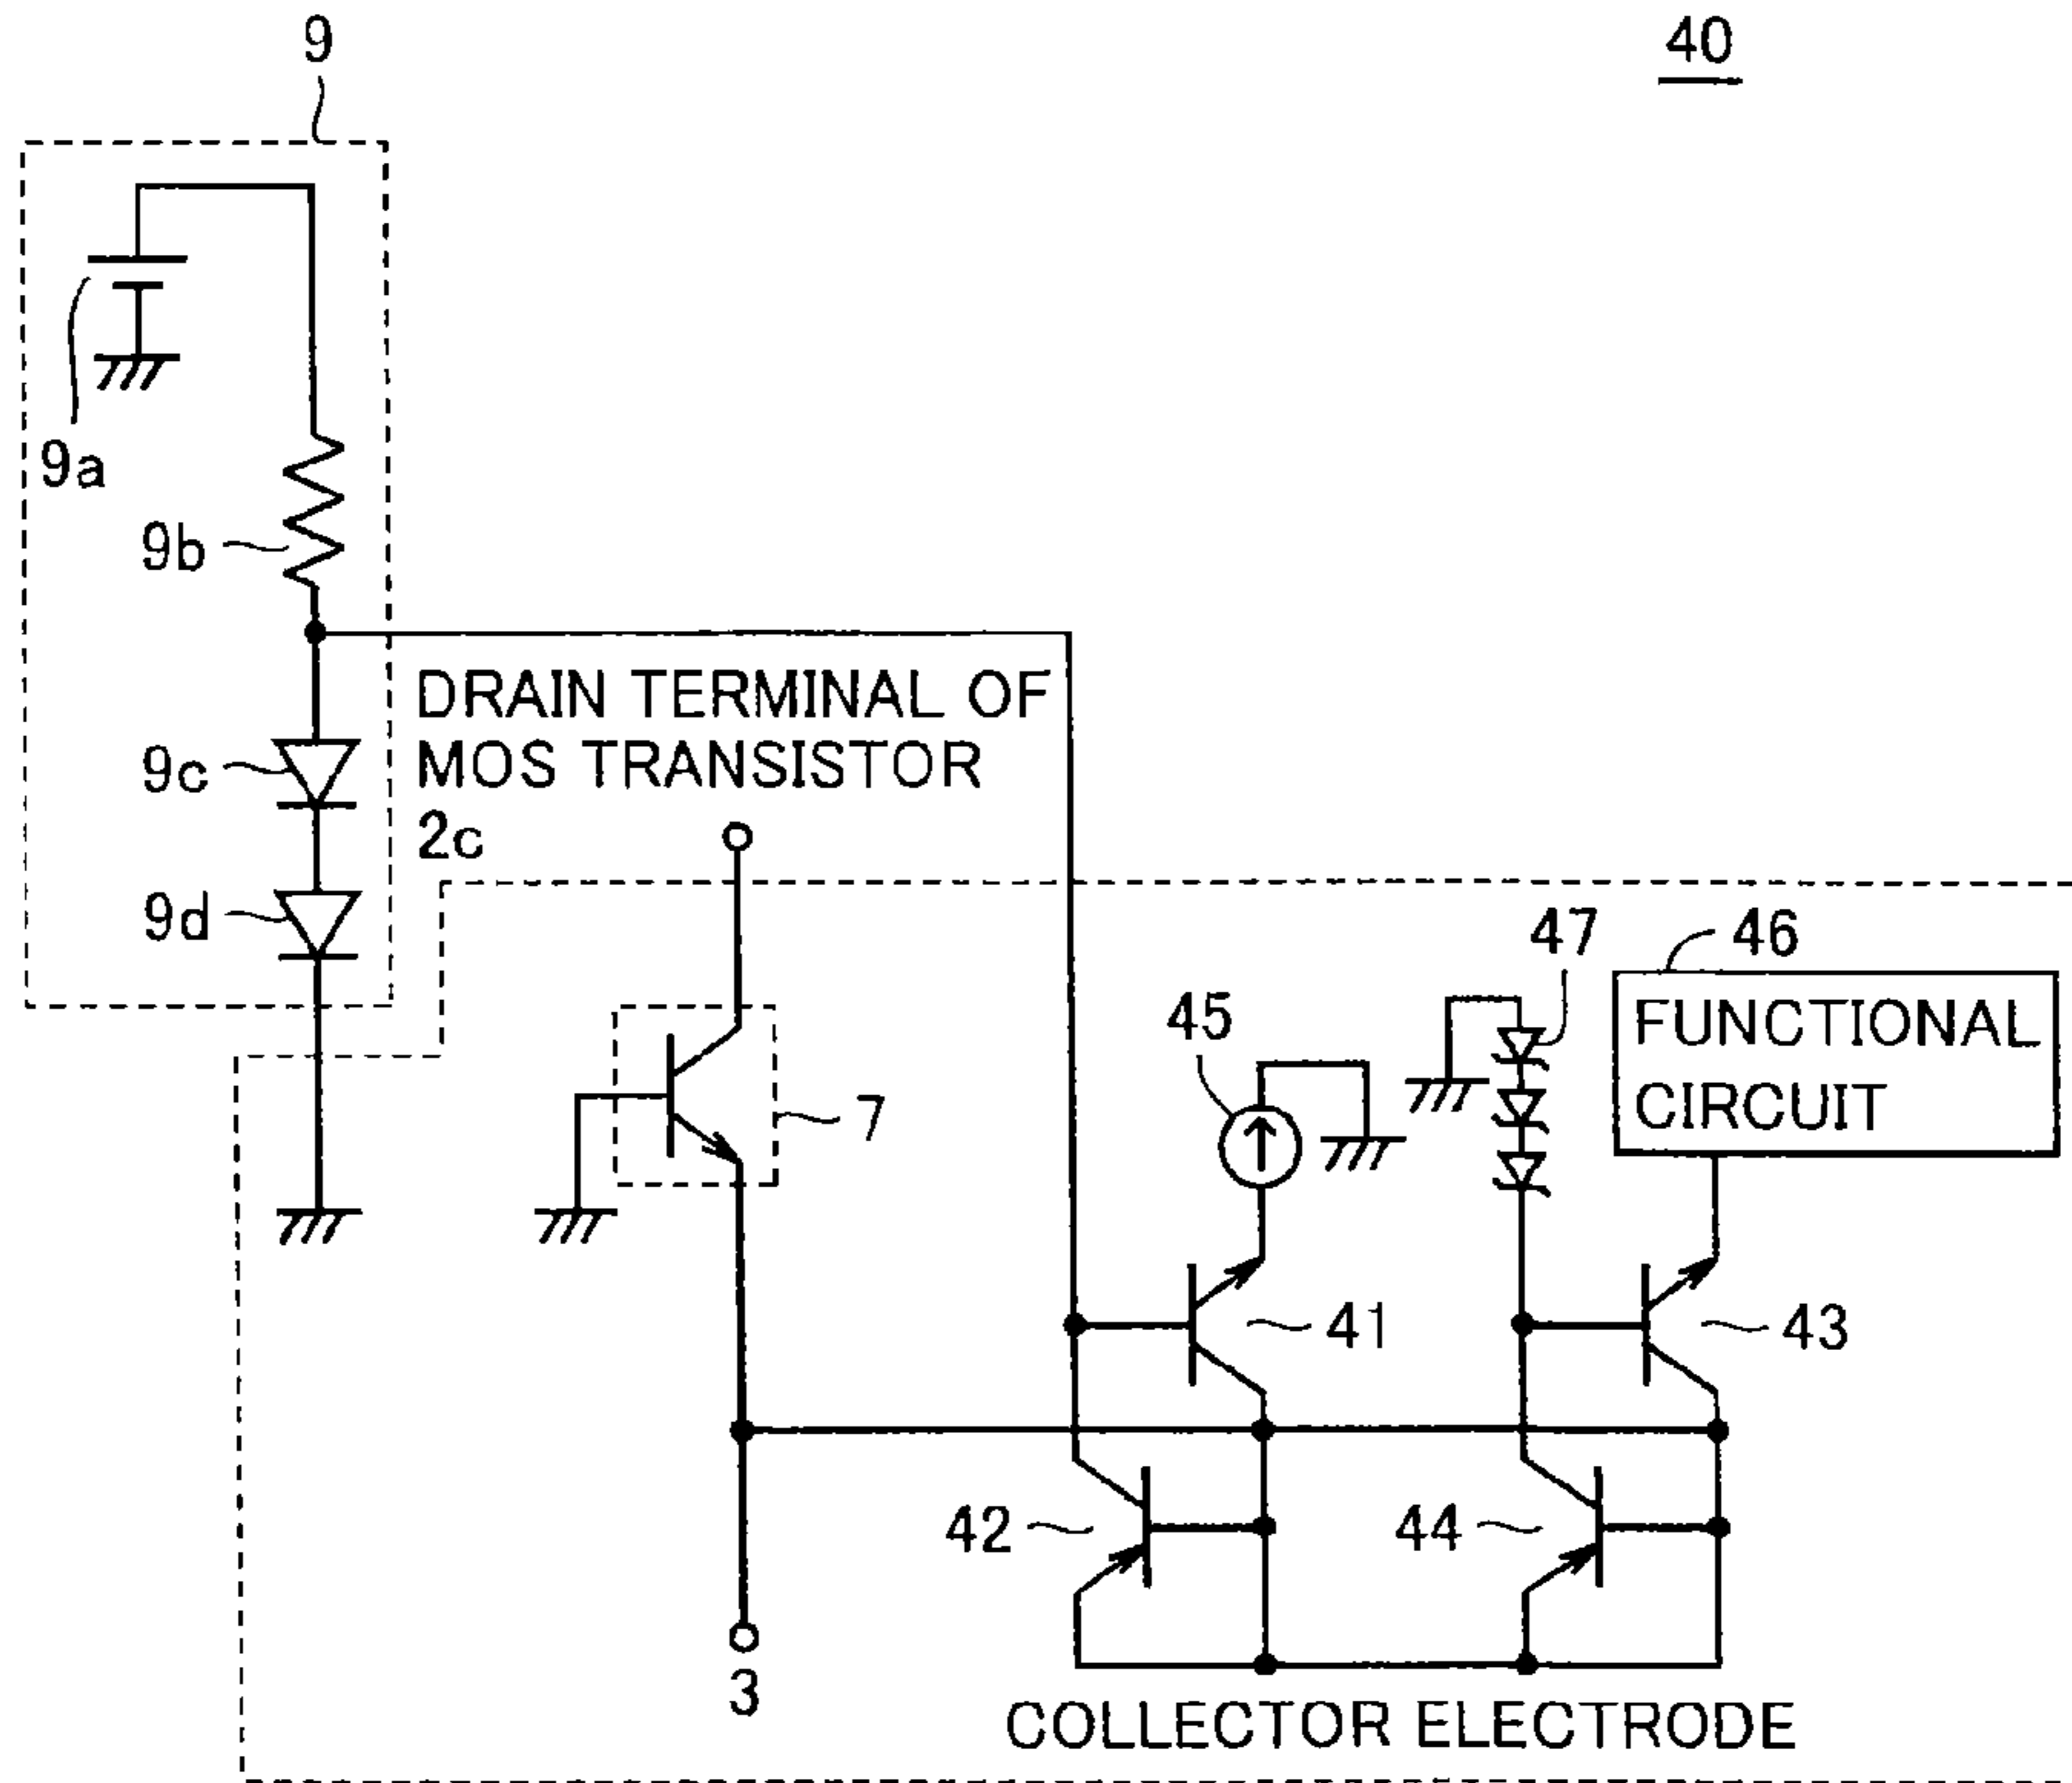 9
40
9a
9b
DRAIN TERMINAL OF
MOS TRANSISTOR
2c
9c
9d
47
46
45
FUNCTIONAL
CIRCUIT
7
41
43
42
44
3
COLLECTOR ELECTRODE